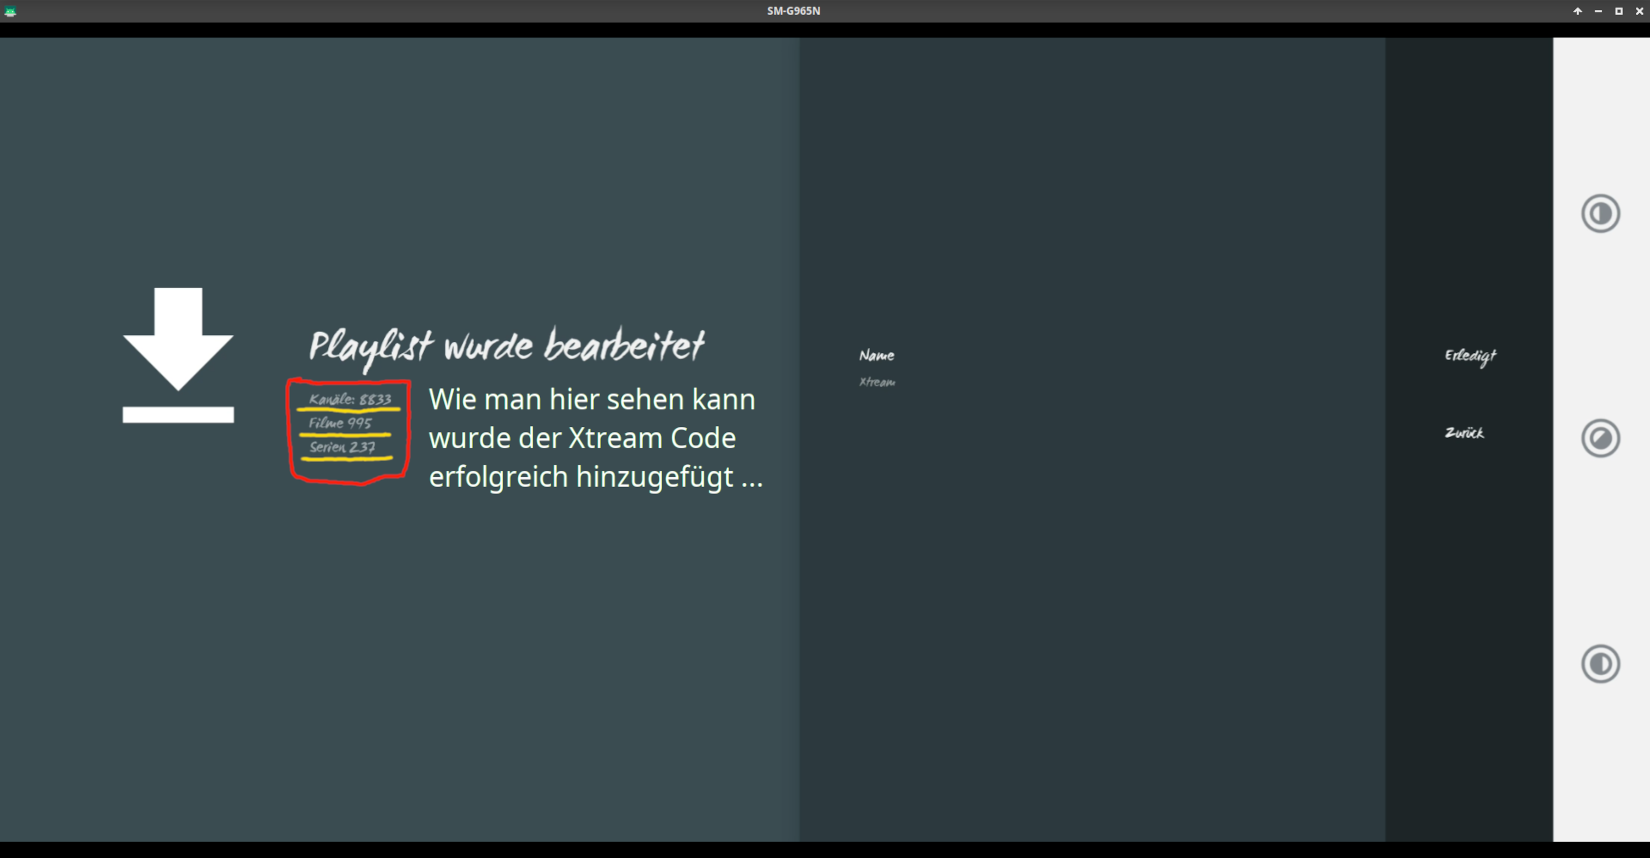 SM-G965N
Playlist wurde bearbeitet
Kanäle: 8833
Filme 995
Serien 237
Wie man hier sehen kann
wurde der Xtream Code
erfolgreich hinzugefügt ...
Name
Xtream
Erledigt
Zurück